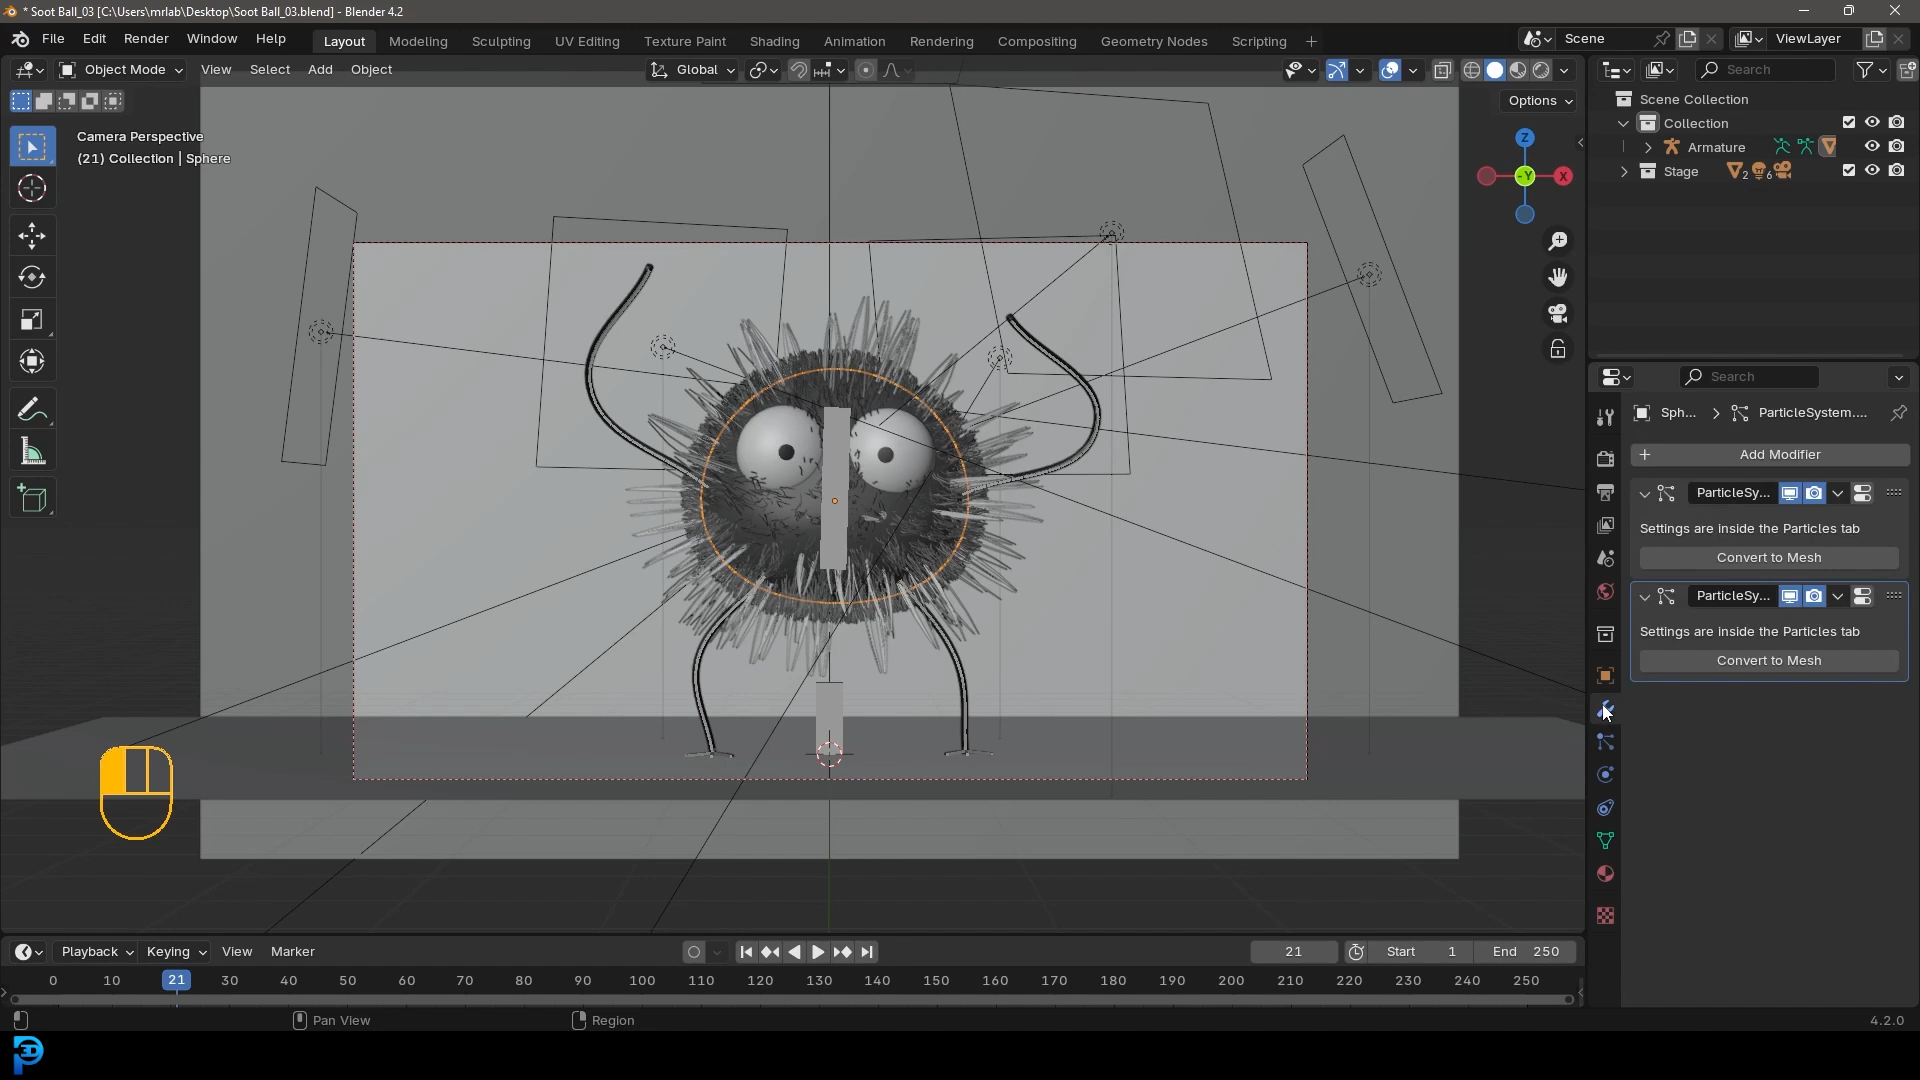 * Soot Ball_03 [C:\Users\mrlab\Desktop\Soot Ball_03.blend] - Blender 4.2
File Edit Render Window Help Layout Modeling Sculpting UV Editing Texture Paint Shading Animation Rendering Compositing Geometry Nodes Scripting + Scene ViewLayer
Object Mode View Select Add Object Global Search
Options
Camera Perspective
(21) Collection | Sphere
Z
-Y
X
Scene Collection
Collection
Armature
Stage 2 6
Search
Sph... > ParticleSystem....
+ Add Modifier
ParticleSy...
Settings are inside the Particles tab
Convert to Mesh
ParticleSy...
Settings are inside the Particles tab
Convert to Mesh
Playback Keying View Marker 21 Start 1 End 250
0 10 21 30 40 50 60 70 80 90 100 110 120 130 140 150 160 170 180 190 200 210 220 230 240 250
Pan View Region 4.2.0
3D